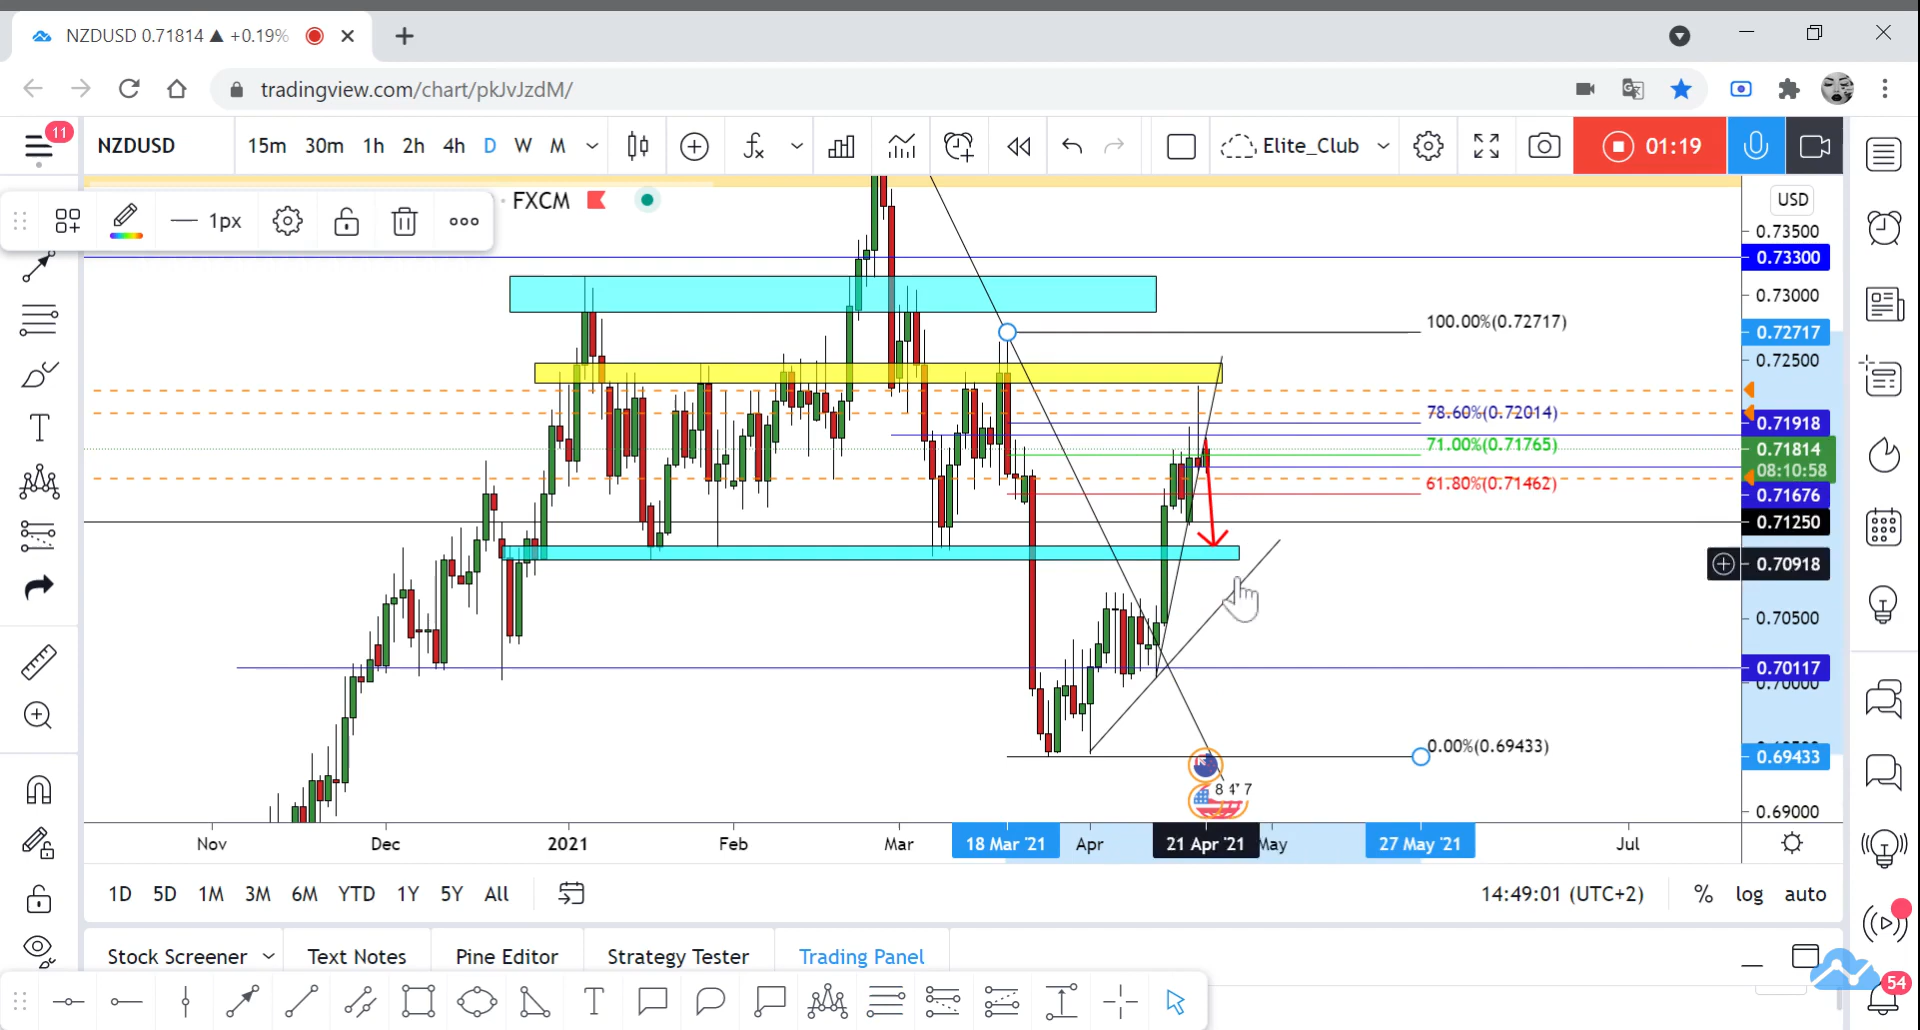 NZDUSD 0.71814 ▲ +0.19%
tradingview.com/chart/pkJvJzdM/
11
NZDUSD 15m 30m 1h 2h 4h D W M Elite_Club 01:19
1px
FXCM
USD
0.73500
0.73300
0.73000
100.00%(0.72717)
0.72717
0.72500
78.60%(0.72014)
0.71918
71.00%(0.71765)
0.71814
08:10:58
61.80%(0.71462)
0.71676
0.71250
0.70918
0.70500
0.70117
0.70000
0.00%(0.69433)
0.69433
0.69000
Nov Dec 2021 Feb Mar 18 Mar '21 Apr 21 Apr '21 May 27 May '21 Jul
1D 5D 1M 3M 6M YTD 1Y 5Y All 14:49:01 (UTC+2) % log auto
Stock Screener Text Notes Pine Editor Strategy Tester Trading Panel
54